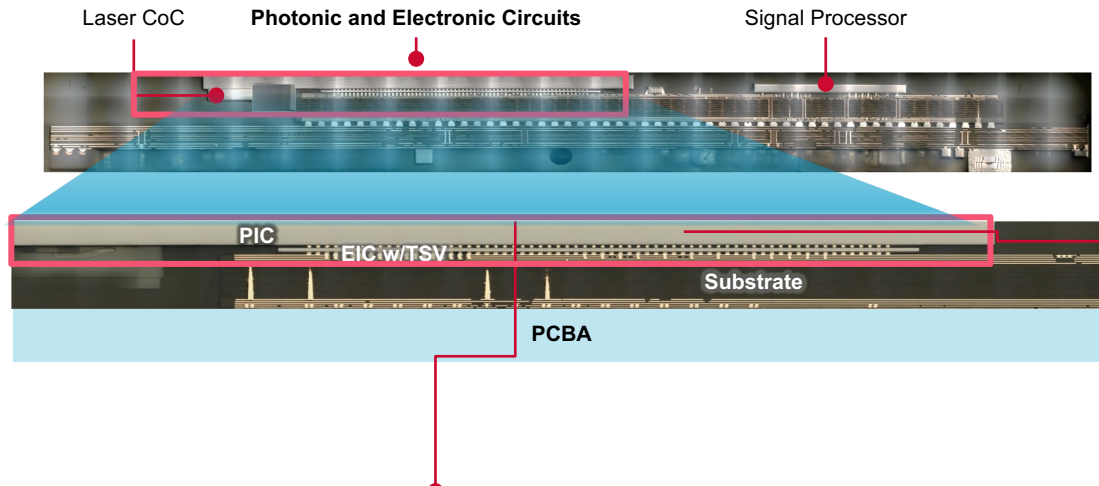 Laser CoC
Photonic and Electronic Circuits
Signal Processor
PIC
EIC w/TSV
Substrate
PCBA